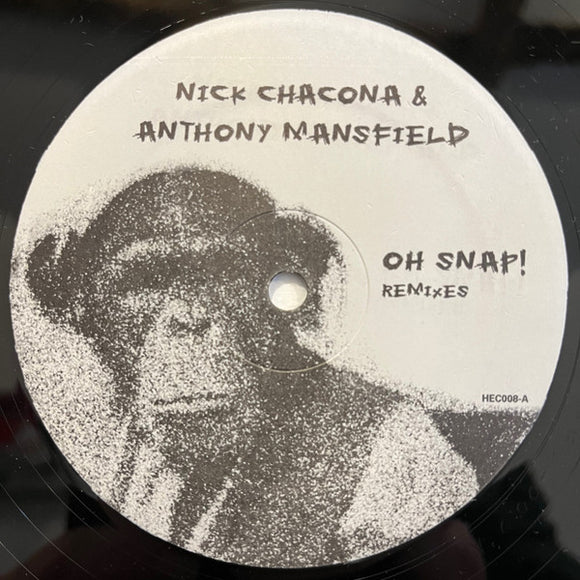 NICK CHACONA &
ANTHONY MANSFIELD
OH SNAP!
REMIXES
HEC008-A